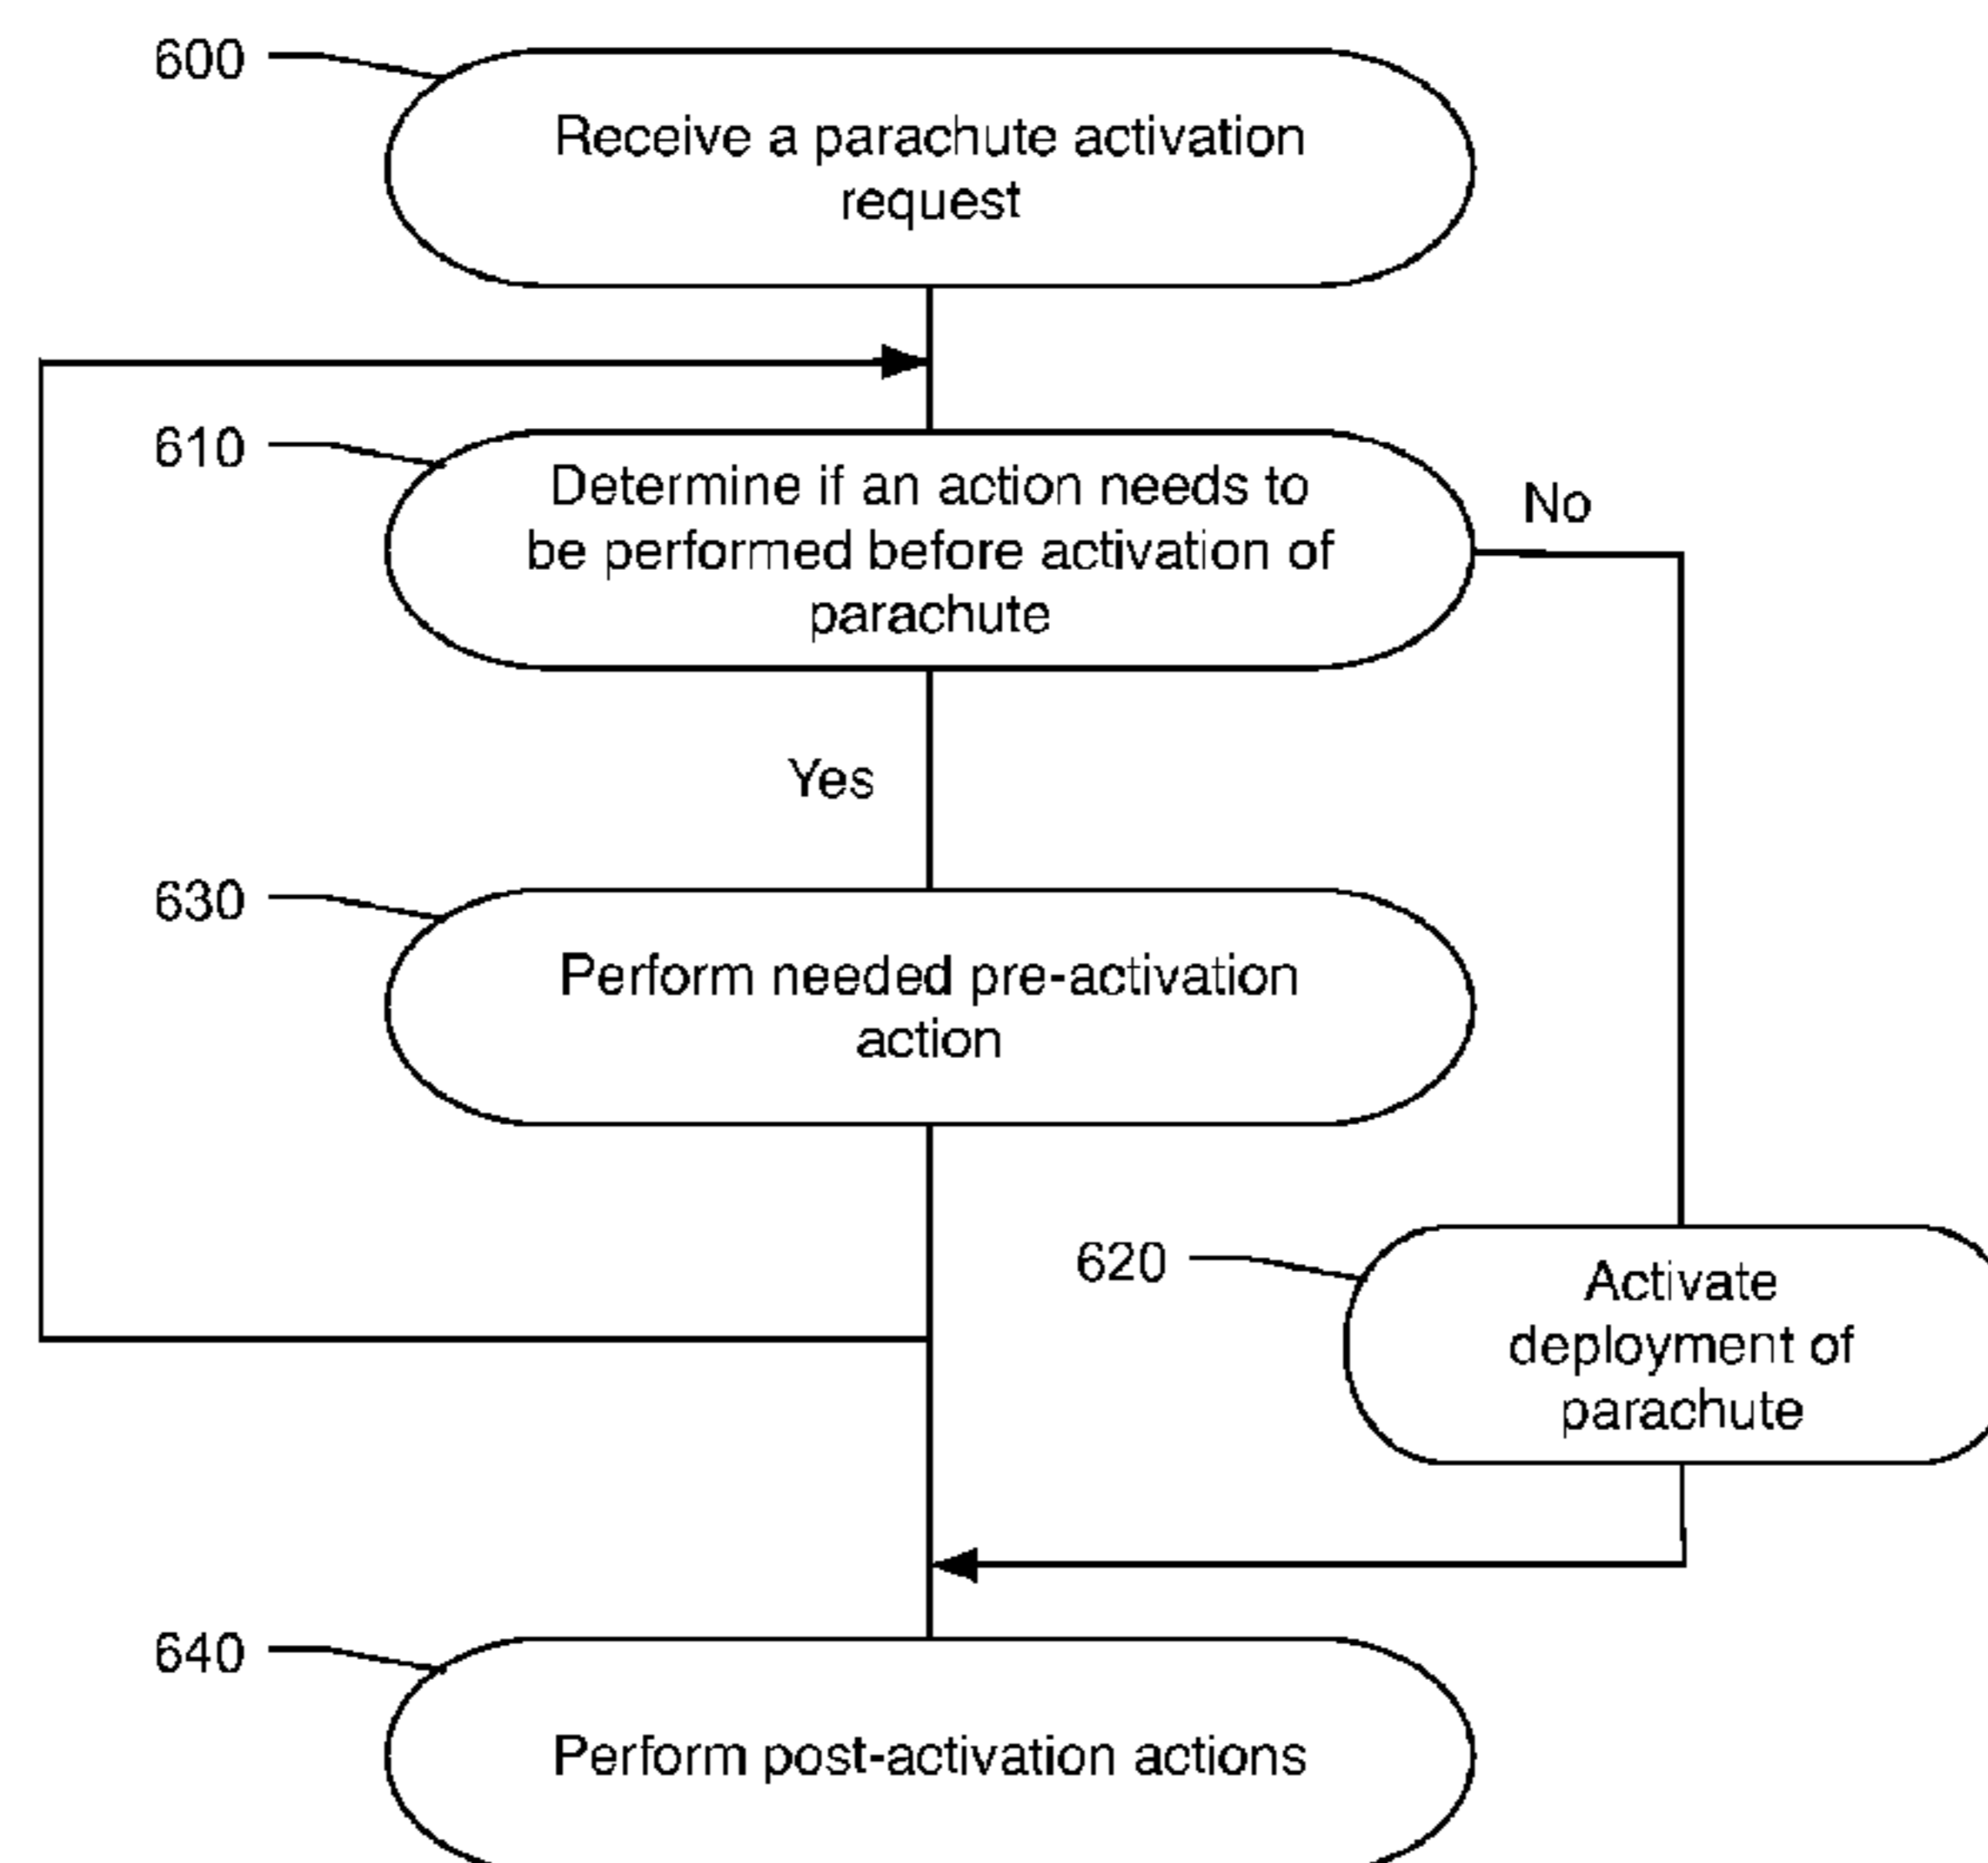 600
Receive a parachute activation
request
610
Determine if an action needs to
be performed before activation of
parachute
No
Yes
630
Perform needed pre-activation
action
620
Activate
deployment of
parachute
640
Perform post-activation actions